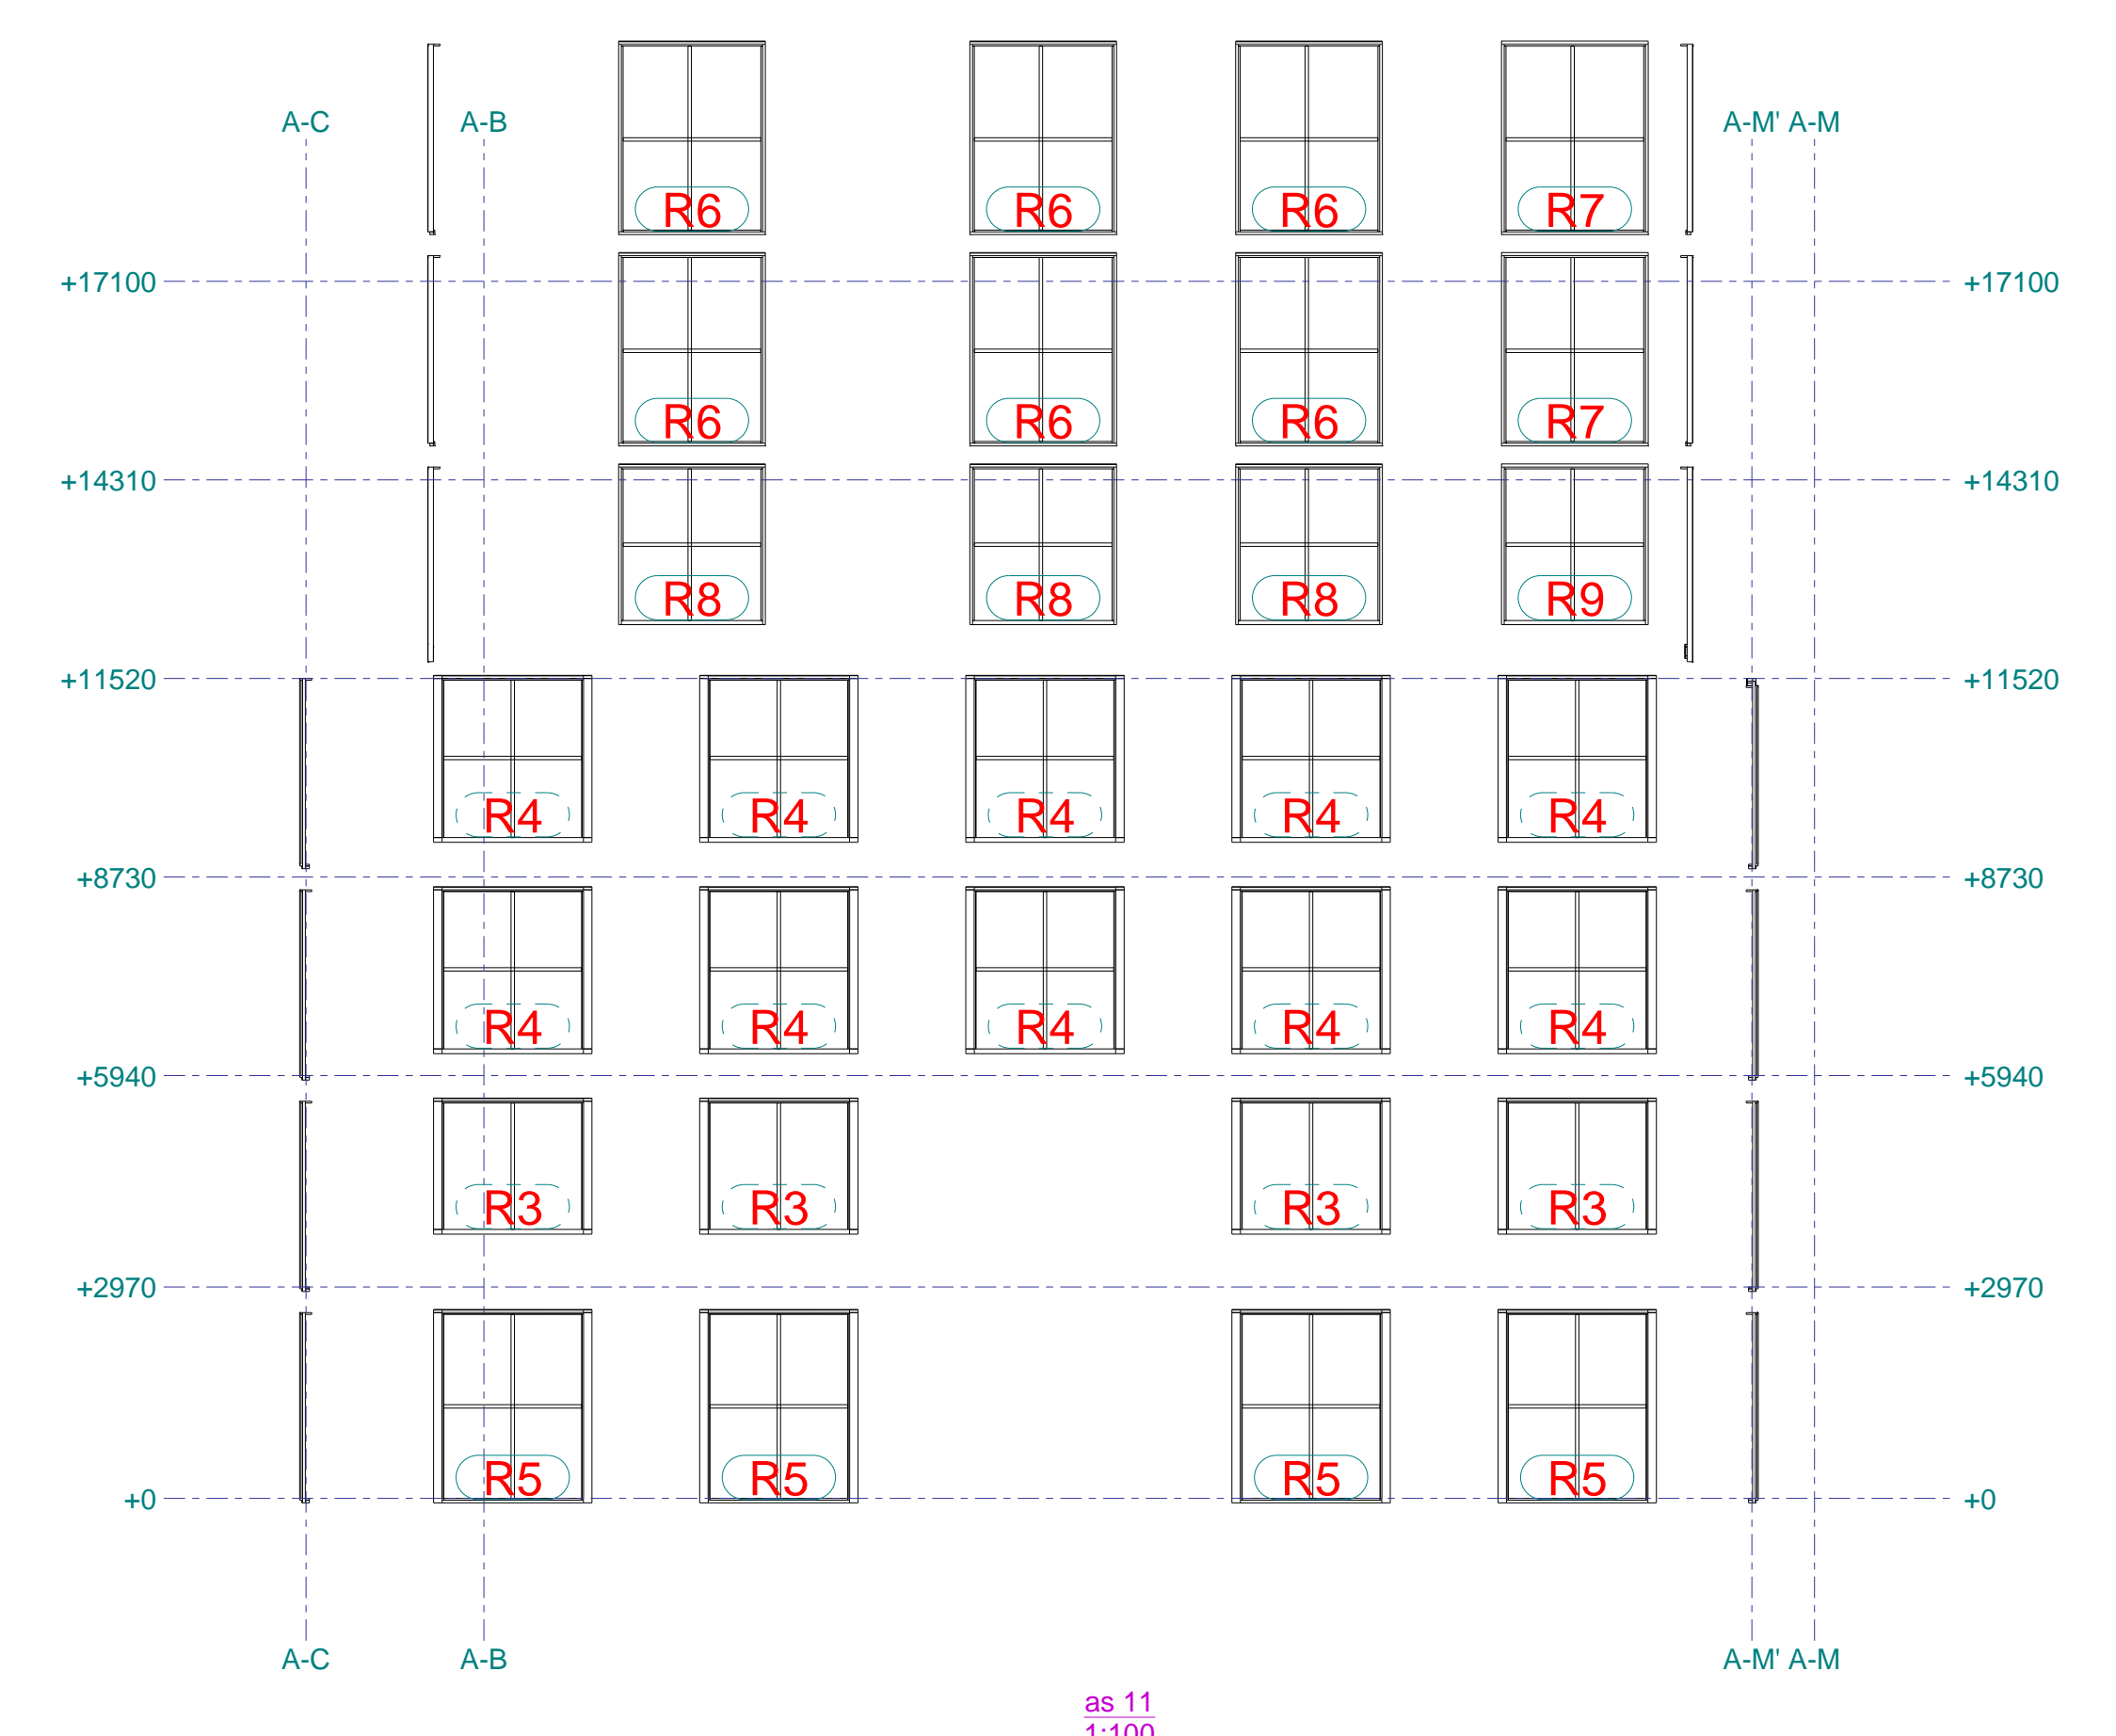 A-C A-B A-M' A-M
R6 R6 R6 R7
+17100 +17100
R6 R6 R6 R7
+14310 +14310
R8 R8 R8 R9
+11520 +11520
R4 R4 R4 R4 R4
+8730 +8730
R4 R4 R4 R4 R4
+5940 +5940
R3 R3 R3 R3
+2970 +2970
R5 R5 R5 R5
+0 +0
A-C A-B A-M' A-M
as 11
1:100